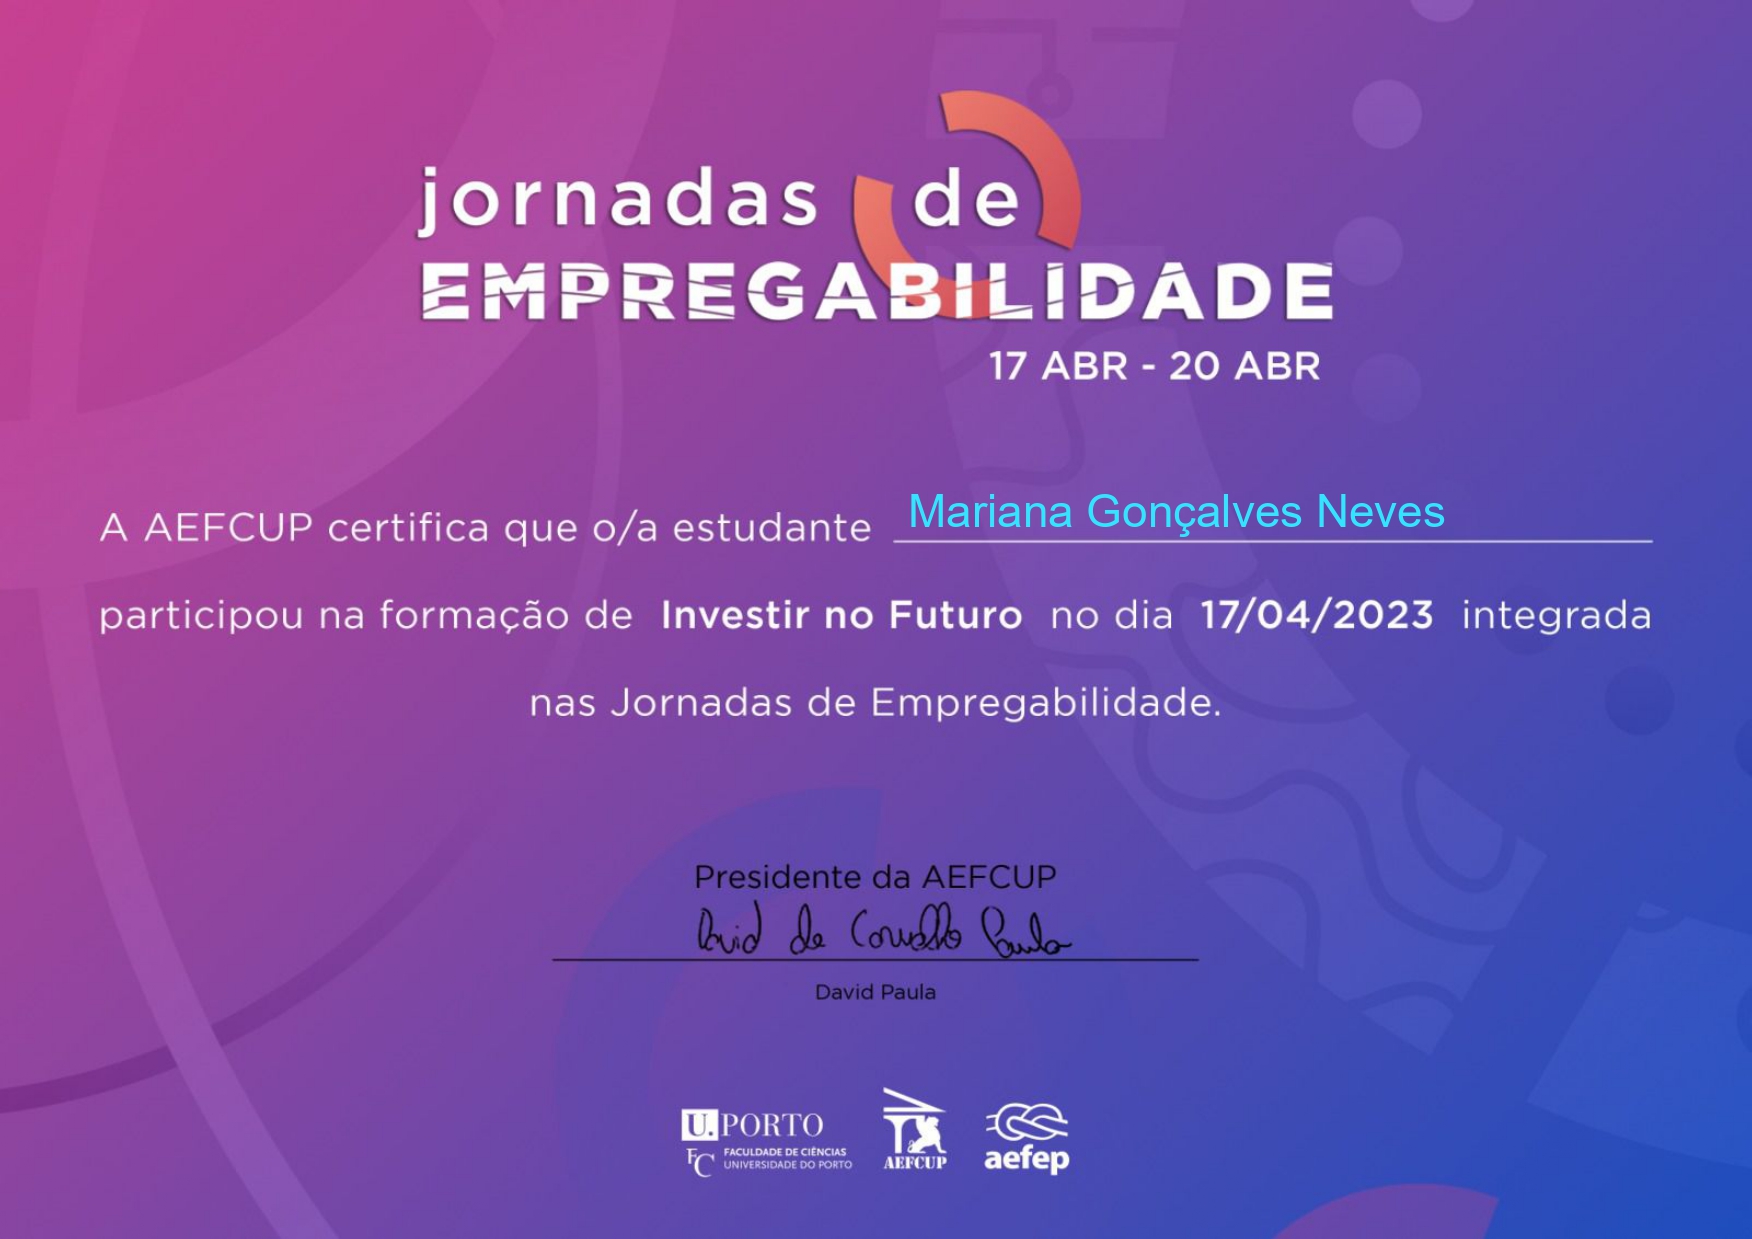 jornadas de
EMPREGABILIDADE
17 ABR - 20 ABR
A AEFCUP certifica que o/a estudante Mariana Gonçalves Neves
participou na formação de Investir no Futuro no dia 17/04/2023 integrada
nas Jornadas de Empregabilidade.
Presidente da AEFCUP
David de Carvalho Paula
David Paula
U.PORTO
FC FACULDADE DE CIÊNCIAS
UNIVERSIDADE DO PORTO
AEFCUP
aefep